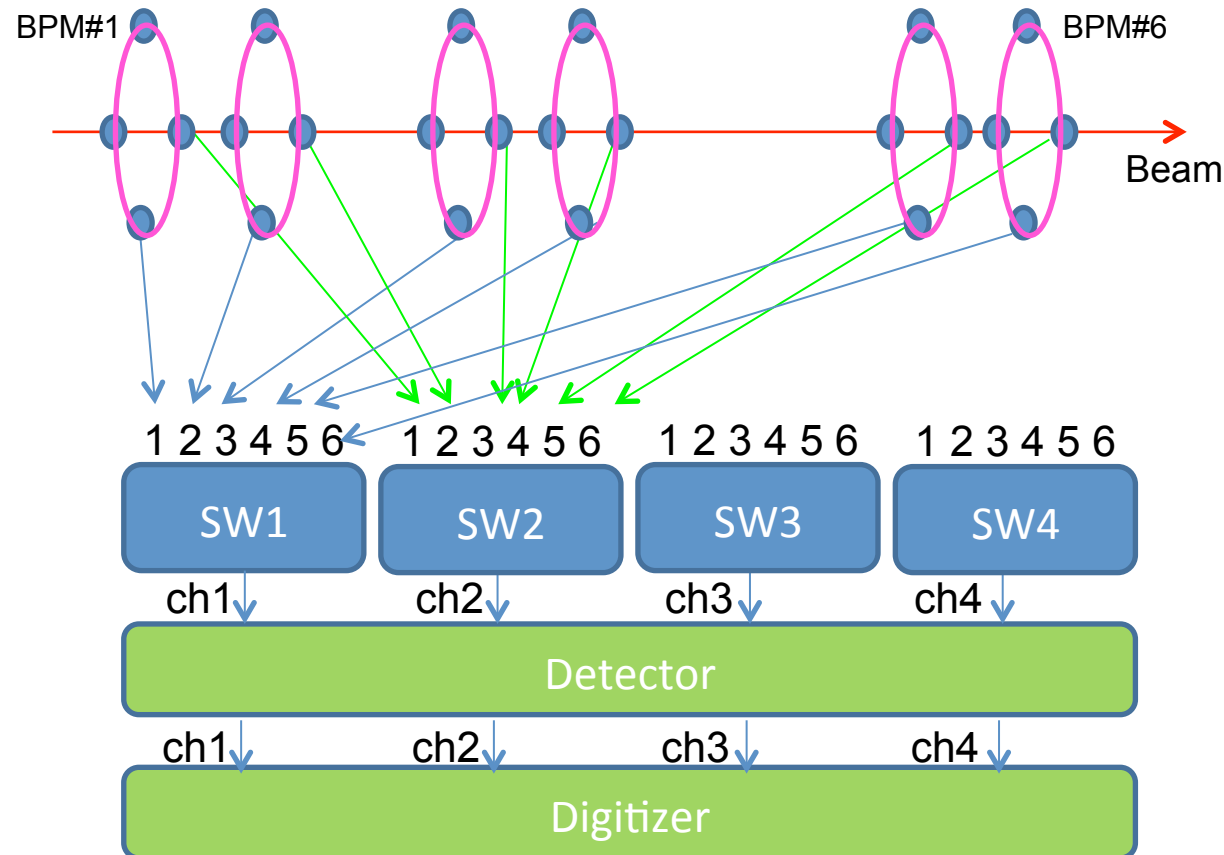 BPM#1 BPM#6
Beam
1 2 3 4 5 6 1 2 3 4 5 6 1 2 3 4 5 6 1 2 3 4 5 6
SW1 SW2 SW3 SW4
ch1 ch2 ch3 ch4
Detector
ch1 ch2 ch3 ch4
Digitizer